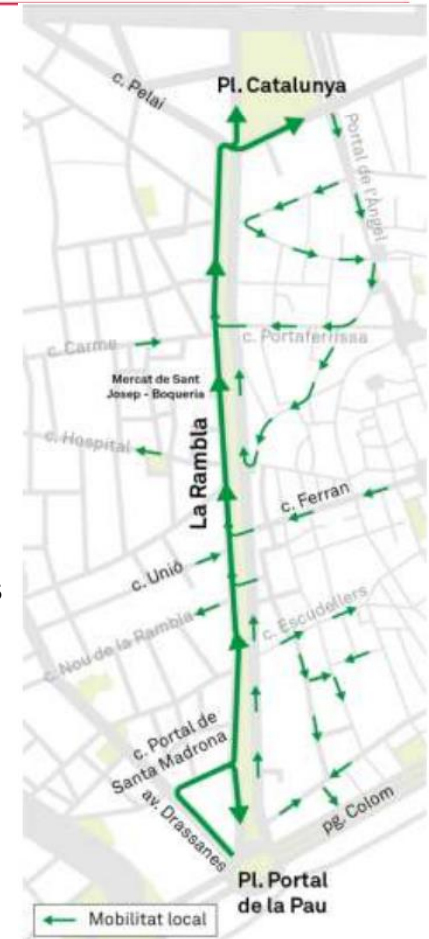 c. Pelai
Pl. Catalunya
Portal de l'Àngel
c. Carme
c. Portaferrissa
Mercat de Sant
Josep - Boqueria
c. Hospital
La Rambla
c. Ferran
c. Unió
s
c. Escudellers
c. Nou de la Rambla
c. Portal de
Santa Madrona
av. Drassanes
pg. Colom
Pl. Portal
de la Pau
Mobilitat local